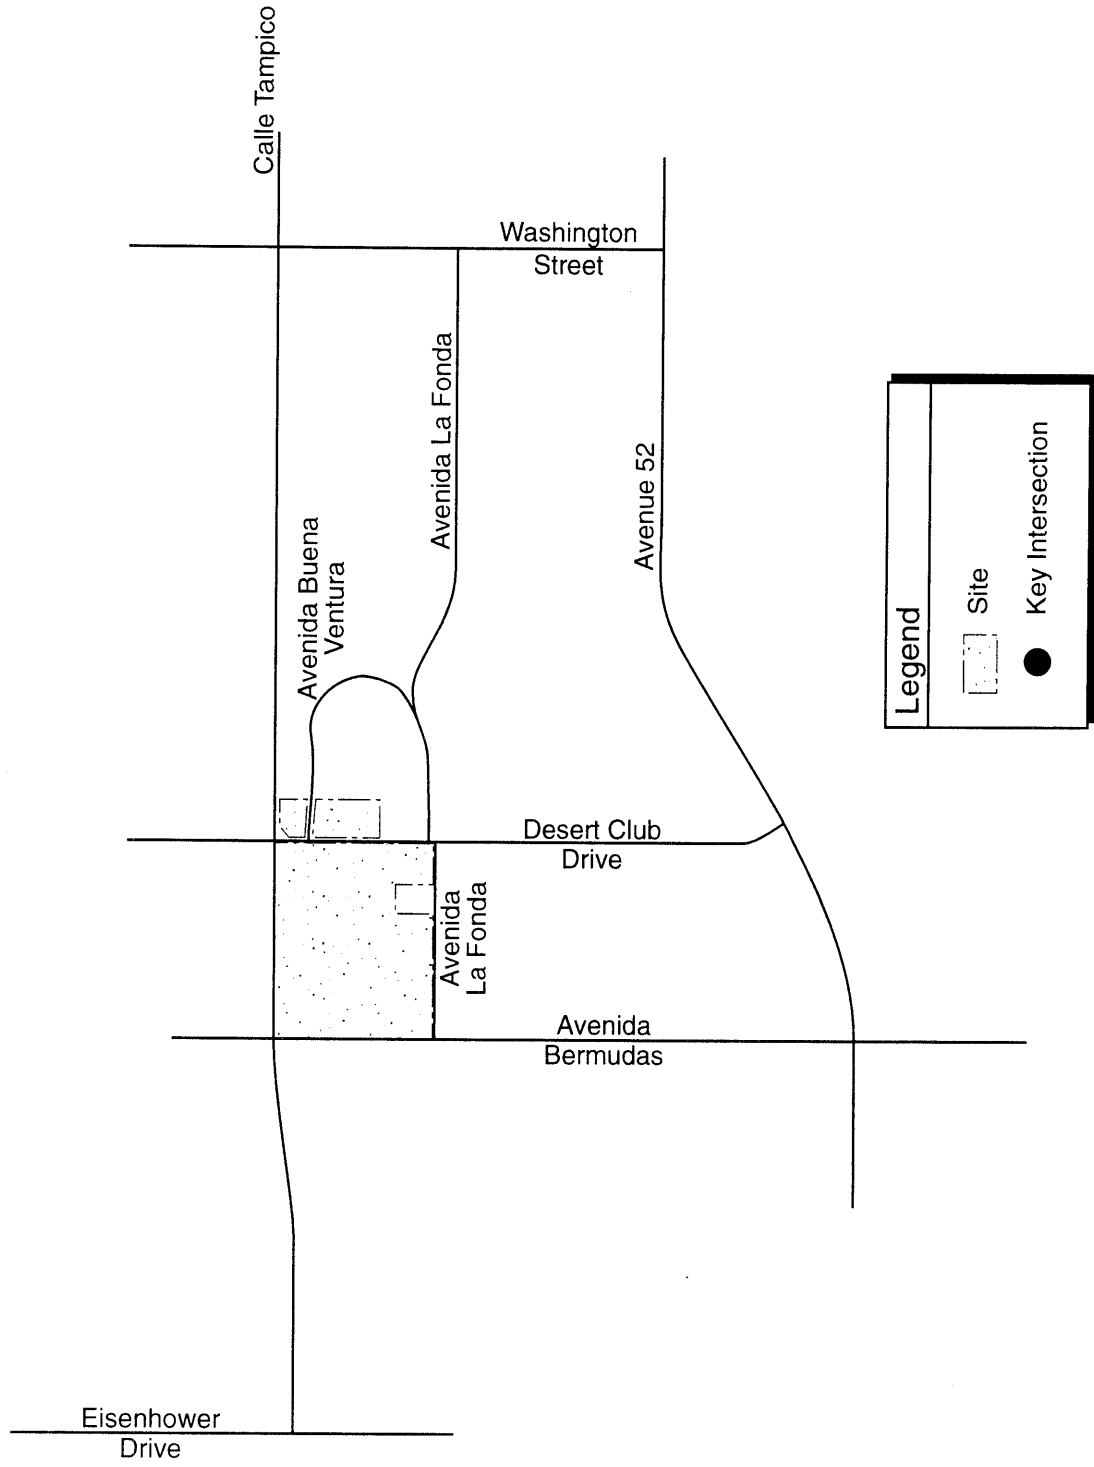 Calle Tampico
Washington
Street
Avenida La Fonda
Avenue 52
Avenida Buena
Ventura
Desert Club
Drive
Avenida
La Fonda
Avenida
Bermudas
Eisenhower
Drive
Legend
Site
Key Intersection